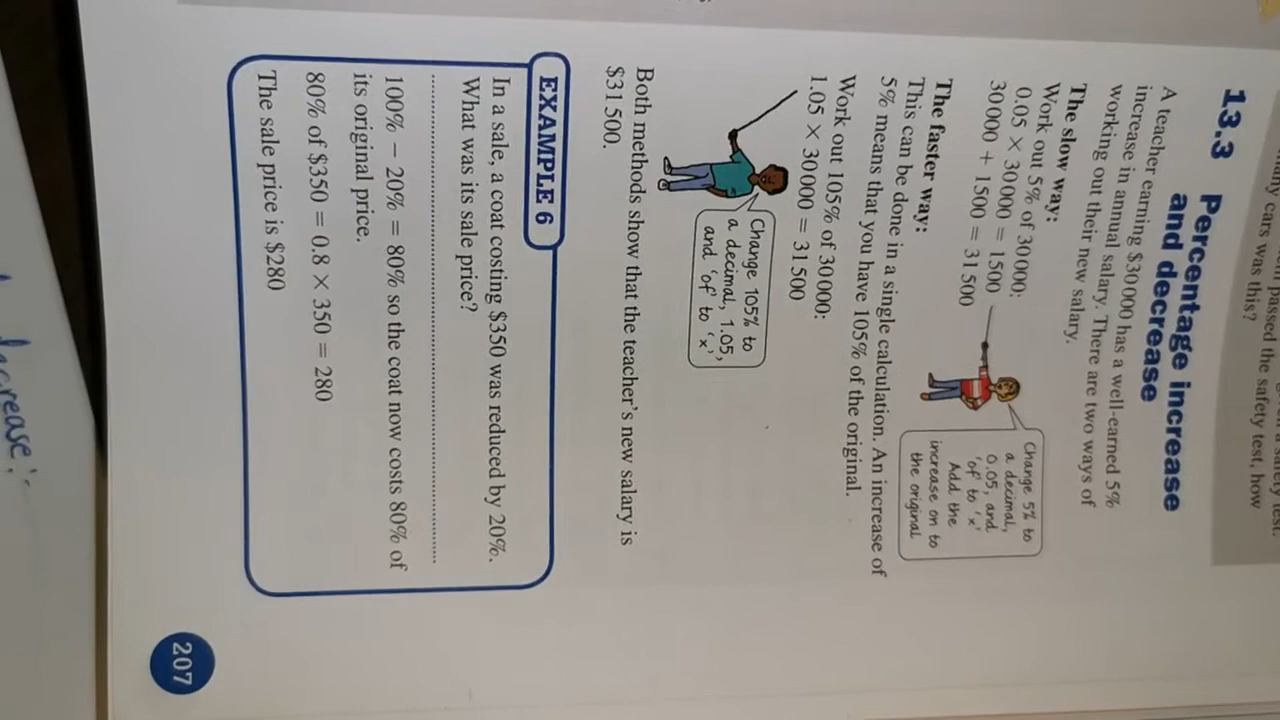 passed the safety test, how
many cars was this?
13.3 Percentage increase
and decrease
A teacher earning $30 000 has a well-earned 5%
increase in annual salary. There are two ways of
working out their new salary.
The slow way:
Work out 5% of 30 000:
0.05 × 30 000 = 1500
30 000 + 1500 = 31 500
Change 5% to
a decimal,
0.05, and
'of' to 'x'
Add the
increase on to
the original
The faster way:
This can be done in a single calculation. An increase of
5% means that you have 105% of the original.
Work out 105% of 30 000:
1.05 × 30 000 = 31 500
Change 105% to
a decimal, 1.05,
and 'of' to 'x'
Both methods show that the teacher's new salary is
$31 500.
EXAMPLE 6
In a sale, a coat costing $350 was reduced by 20%.
What was its sale price?
100% − 20% = 80% so the coat now costs 80% of
its original price.
80% of $350 = 0.8 × 350 = 280
The sale price is $280
207